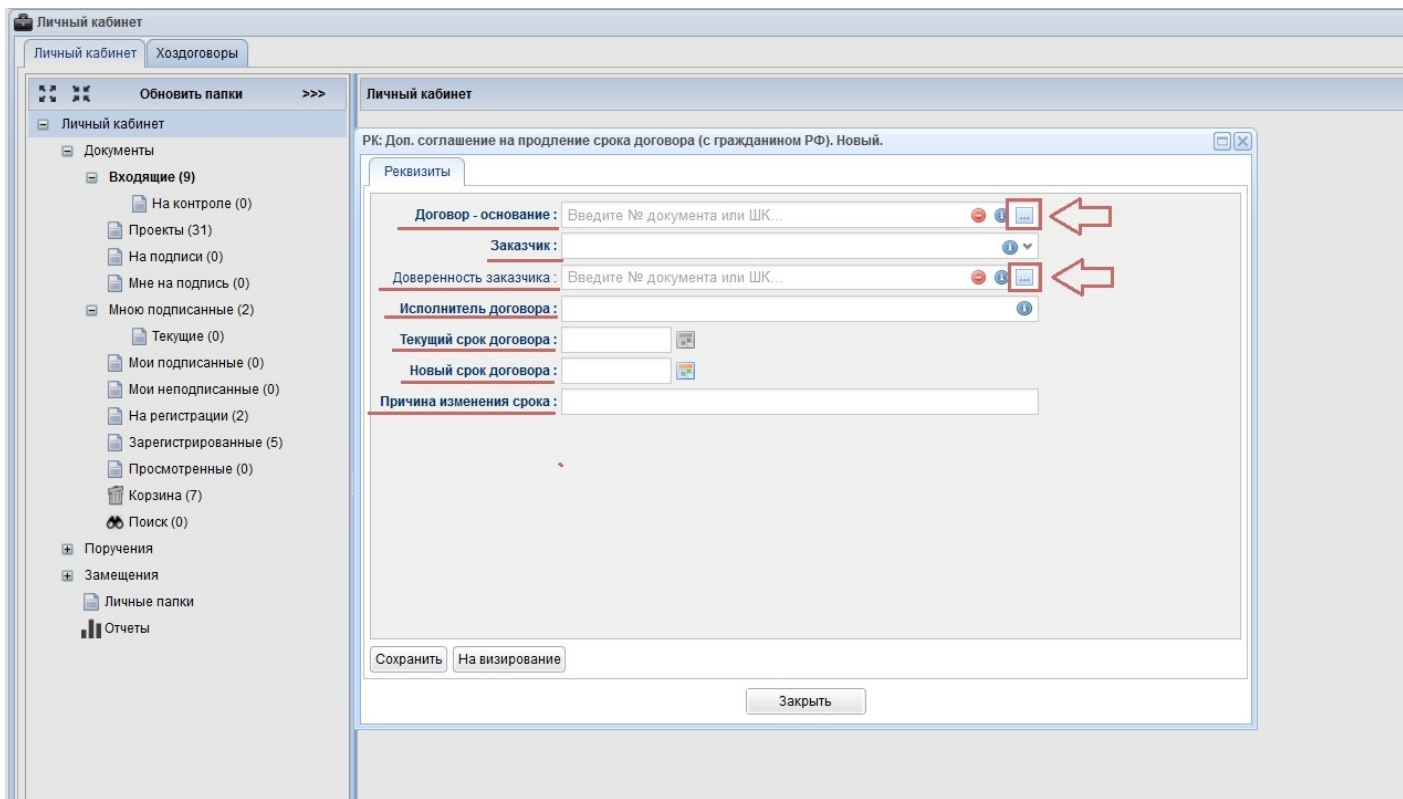 Личный кабинет
Личный кабинет Хоздоговоры
Обновить папки >>>
Личный кабинет
Документы
Входящие (9)
На контроле (0)
Проекты (31)
На подписи (0)
Мне на подпись (0)
Мною подписанные (2)
Текущие (0)
Мои подписанные (0)
Мои неподписанные (0)
На регистрации (2)
Зарегистрированные (5)
Просмотренные (0)
Корзина (7)
Поиск (0)
Поручения
Замещения
Личные папки
Отчеты
Личный кабинет
РК: Доп. соглашение на продление срока договора (с гражданином РФ). Новый.
Реквизиты
Договор - основание : Введите № документа или ШК...
Заказчик :
Доверенность заказчика : Введите № документа или ШК...
Исполнитель договора :
Текущий срок договора :
Новый срок договора :
Причина изменения срока :
Сохранить На визирование
Закрыть